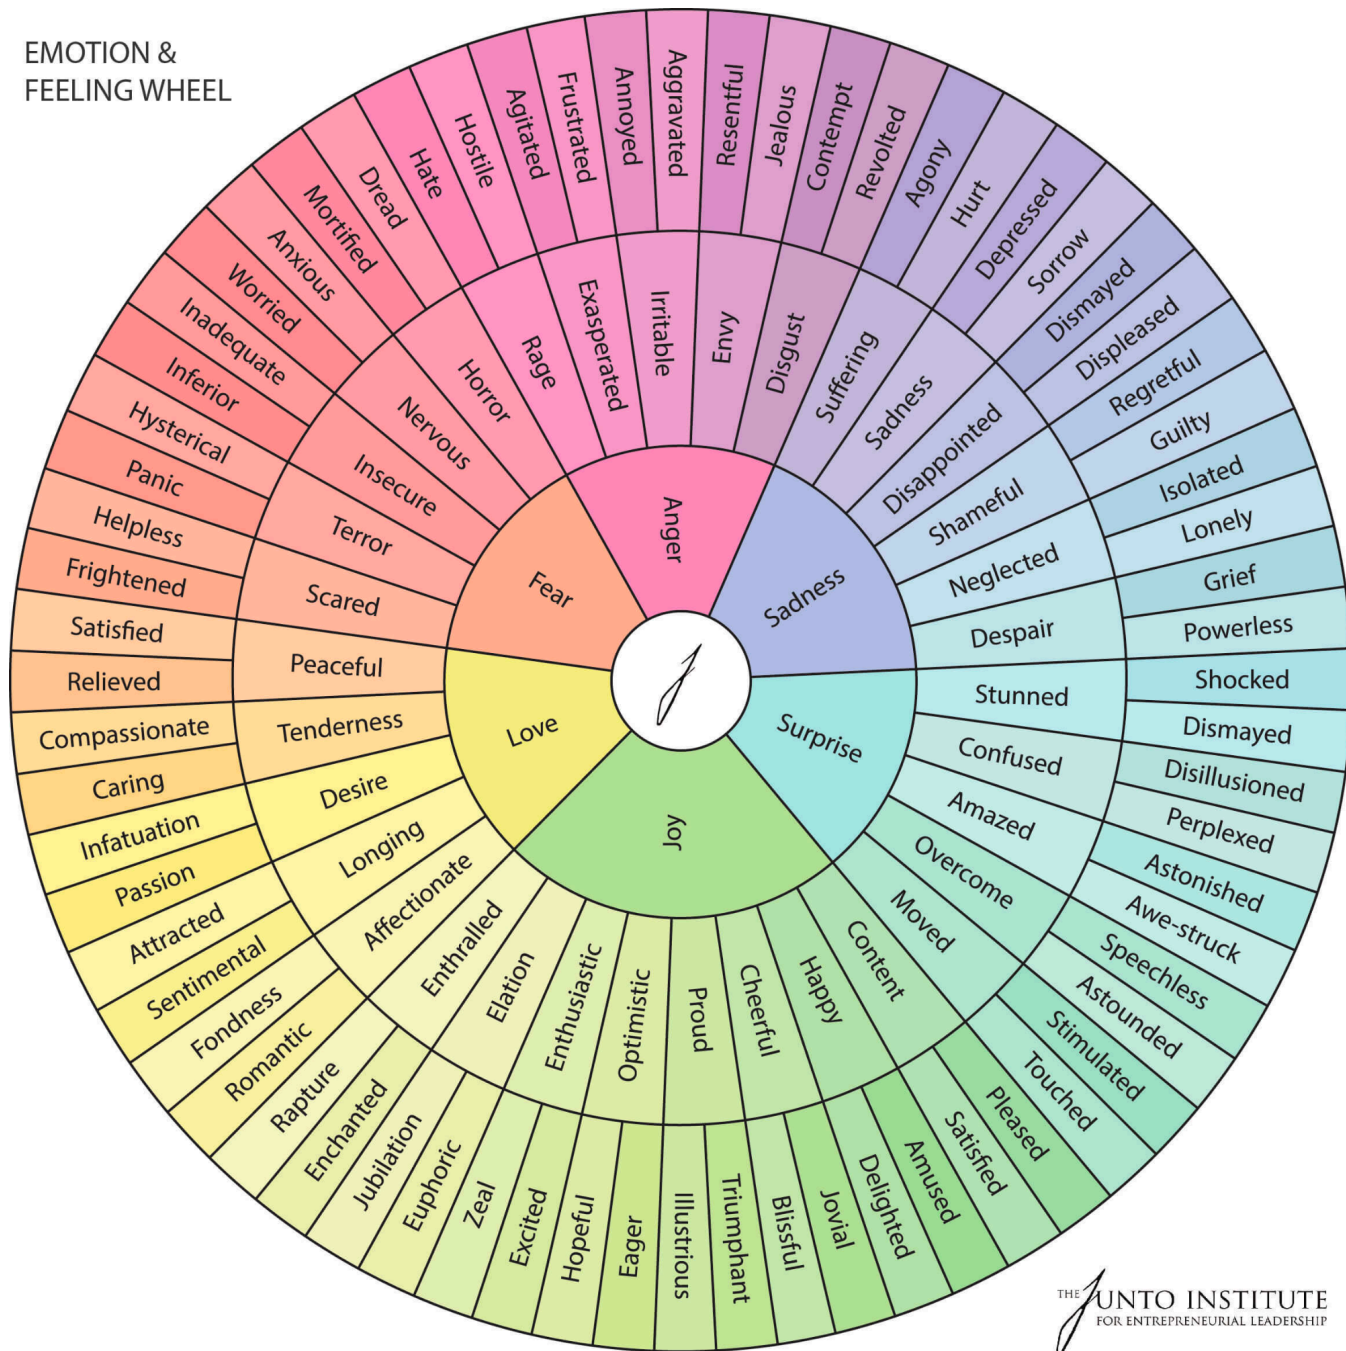 EMOTION &
FEELING WHEEL
Anger
Sadness
Surprise
Joy
Love
Fear
Rage
Exasperated
Irritable
Envy
Disgust
Suffering
Sadness
Disappointed
Shameful
Neglected
Despair
Stunned
Confused
Amazed
Overcome
Moved
Content
Happy
Cheerful
Proud
Optimistic
Enthusiastic
Elation
Enthralled
Affectionate
Longing
Desire
Tenderness
Peaceful
Scared
Terror
Insecure
Nervous
Horror
Hate
Hostile
Agitated
Frustrated
Annoyed
Aggravated
Resentful
Jealous
Contempt
Revolted
Agony
Hurt
Depressed
Sorrow
Dismayed
Displeased
Regretful
Guilty
Isolated
Lonely
Grief
Powerless
Shocked
Dismayed
Disillusioned
Perplexed
Astonished
Awe-struck
Speechless
Astounded
Stimulated
Touched
Pleased
Satisfied
Amused
Delighted
Jovial
Blissful
Triumphant
Illustrious
Eager
Hopeful
Excited
Zeal
Euphoric
Jubilation
Enchanted
Rapture
Romantic
Fondness
Sentimental
Attracted
Passion
Infatuation
Caring
Compassionate
Relieved
Satisfied
Frightened
Helpless
Panic
Hysterical
Inferior
Inadequate
Worried
Anxious
Mortified
Dread
THE JUNTO INSTITUTE
FOR ENTREPRENEURIAL LEADERSHIP